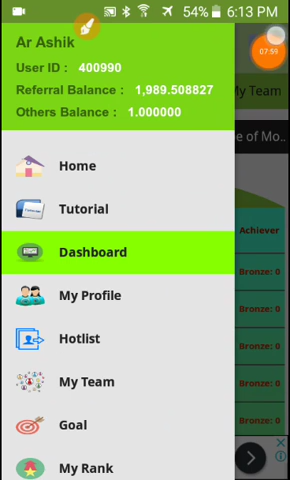 54% 6:13 PM
Ar Ashik
User ID : 400990
Referral Balance : 1,989.508827
Others Balance : 1.000000
07:59
My Team
e of Mo..
Home
Tutorial
Dashboard
My Profile
Hotlist
My Team
Goal
My Rank
Achiever
Bronze: 0
Bronze: 0
Bronze: 0
Bronze: 0
Bronze: 0